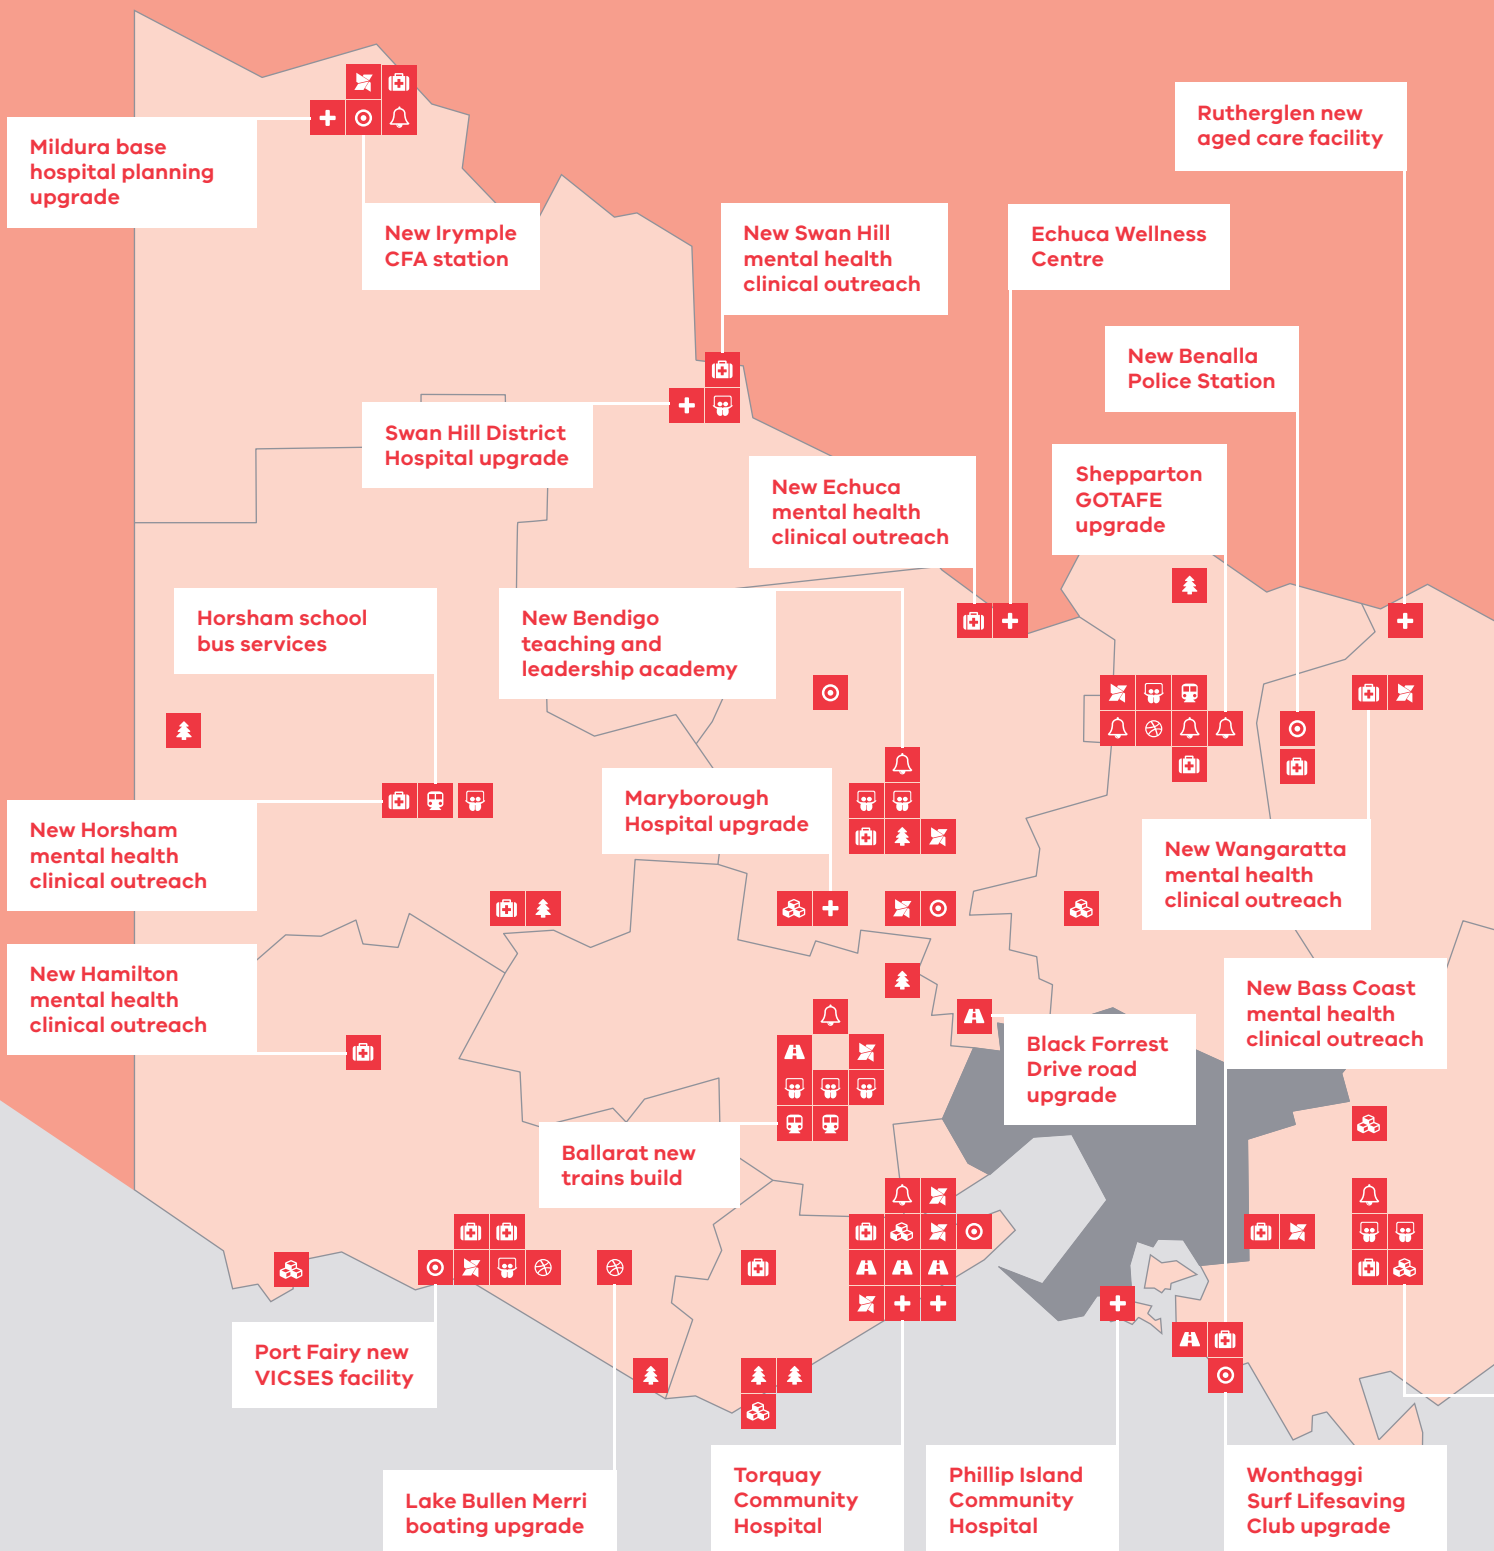 Rutherglen new
aged care facility
Mildura base
hospital planning
upgrade
New Irymple
CFA station
New Swan Hill
mental health
clinical outreach
Echuca Wellness
Centre
New Benalla
Police Station
Swan Hill District
Hospital upgrade
New Echuca
mental health
clinical outreach
Shepparton
GOTAFE
upgrade
Horsham school
bus services
New Bendigo
teaching and
leadership academy
Maryborough
Hospital upgrade
New Horsham
mental health
clinical outreach
New Wangaratta
mental health
clinical outreach
New Hamilton
mental health
clinical outreach
New Bass Coast
mental health
clinical outreach
Black Forrest
Drive road
upgrade
Ballarat new
trains build
Port Fairy new
VICSES facility
Lake Bullen Merri
boating upgrade
Torquay
Community
Hospital
Phillip Island
Community
Hospital
Wonthaggi
Surf Lifesaving
Club upgrade